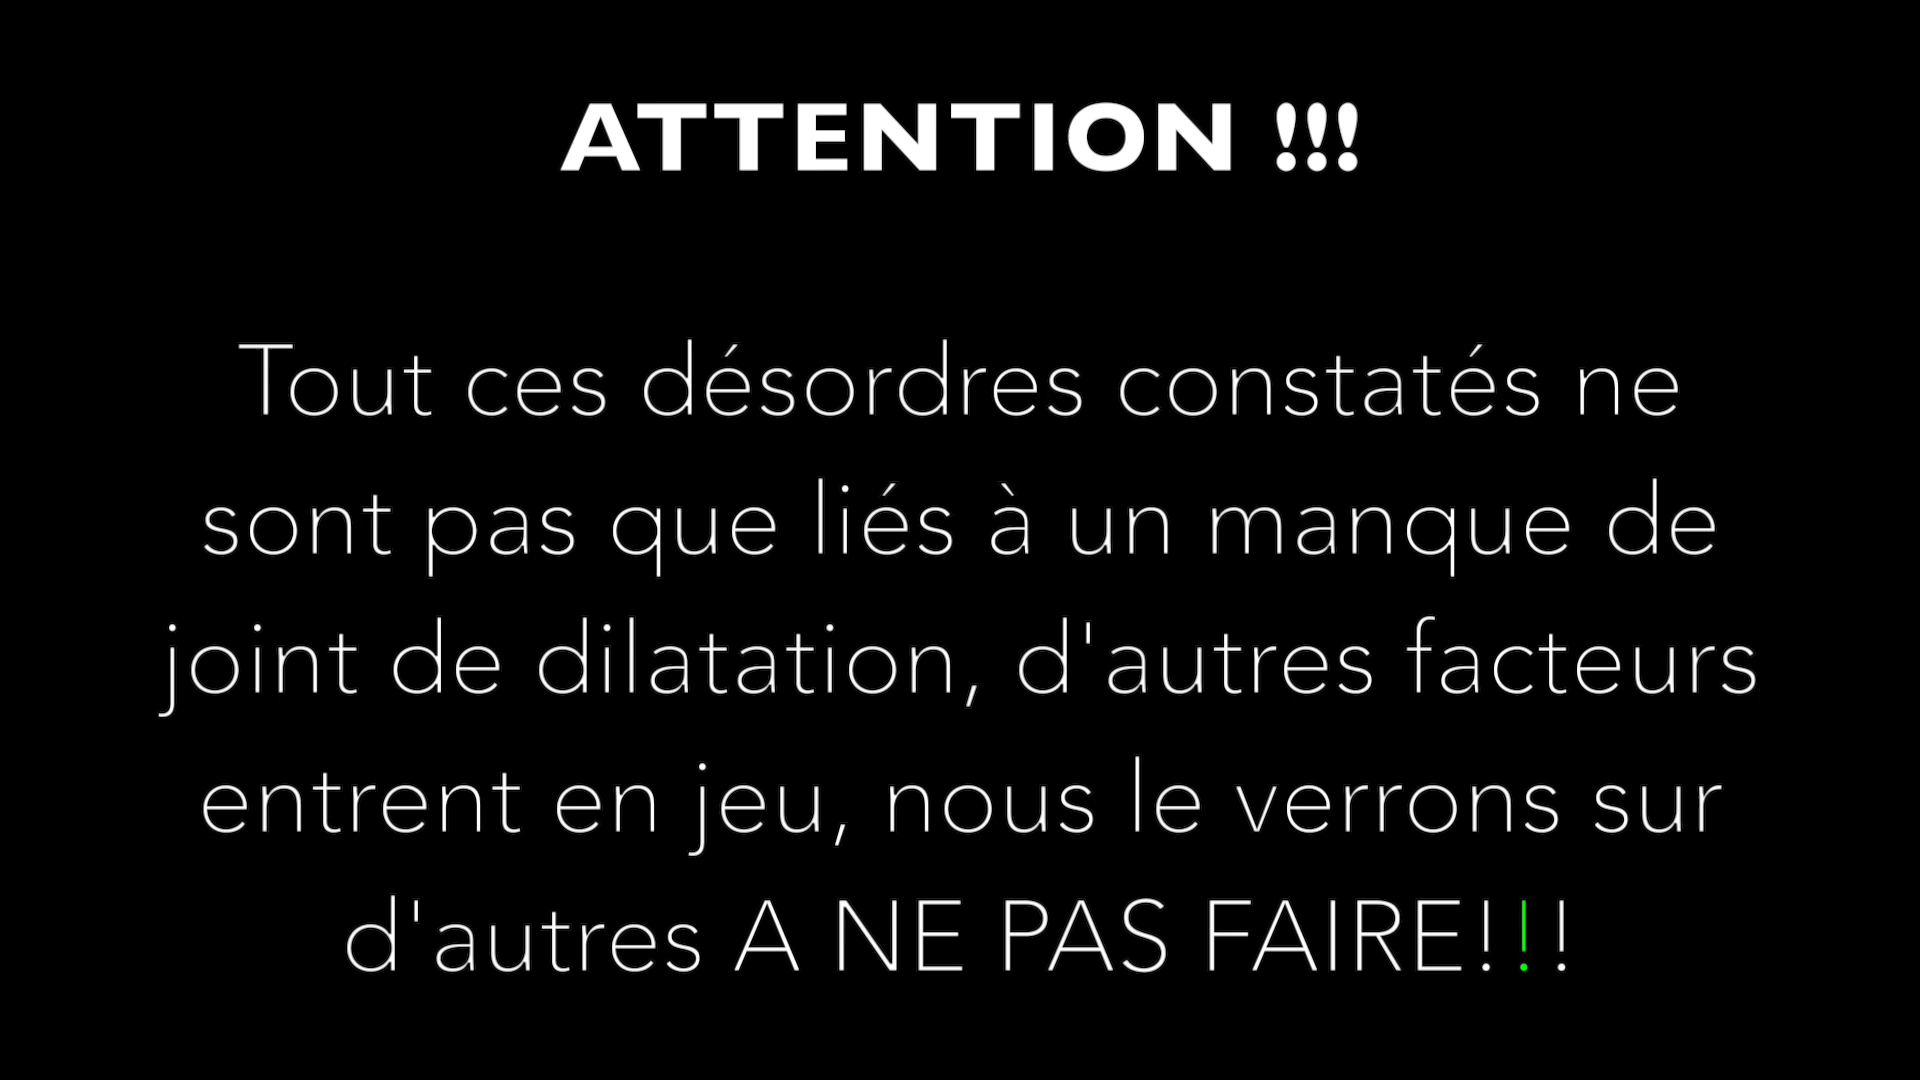 ATTENTION !!!
Tout ces désordres constatés ne
sont pas que liés à un manque de
joint de dilatation, d'autres facteurs
entrent en jeu, nous le verrons sur
d'autres A NE PAS FAIRE!!!